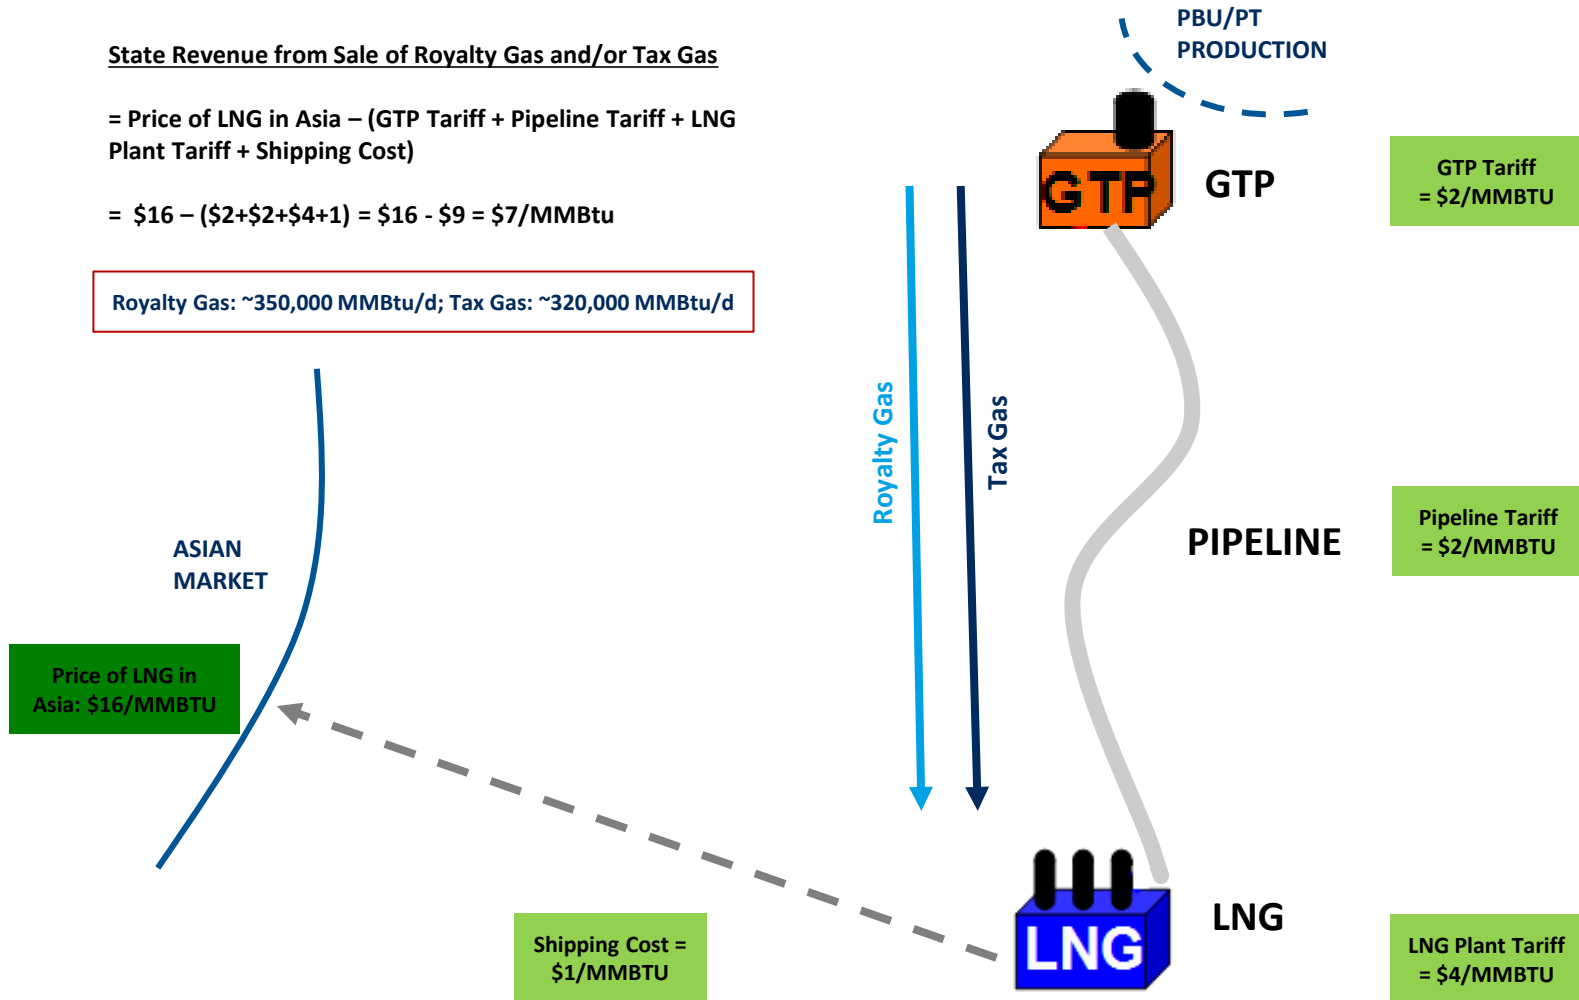 State Revenue from Sale of Royalty Gas and/or Tax Gas
= Price of LNG in Asia – (GTP Tariff + Pipeline Tariff + LNG
Plant Tariff + Shipping Cost)
= $16 – ($2+$2+$4+1) = $16 - $9 = $7/MMBtu
Royalty Gas: ~350,000 MMBtu/d; Tax Gas: ~320,000 MMBtu/d
PBU/PT
PRODUCTION
GTP
GTP
GTP Tariff
= $2/MMBTU
Royalty Gas
Tax Gas
PIPELINE
Pipeline Tariff
= $2/MMBTU
ASIAN
MARKET
Price of LNG in
Asia: $16/MMBTU
Shipping Cost =
$1/MMBTU
LNG
LNG
LNG Plant Tariff
= $4/MMBTU